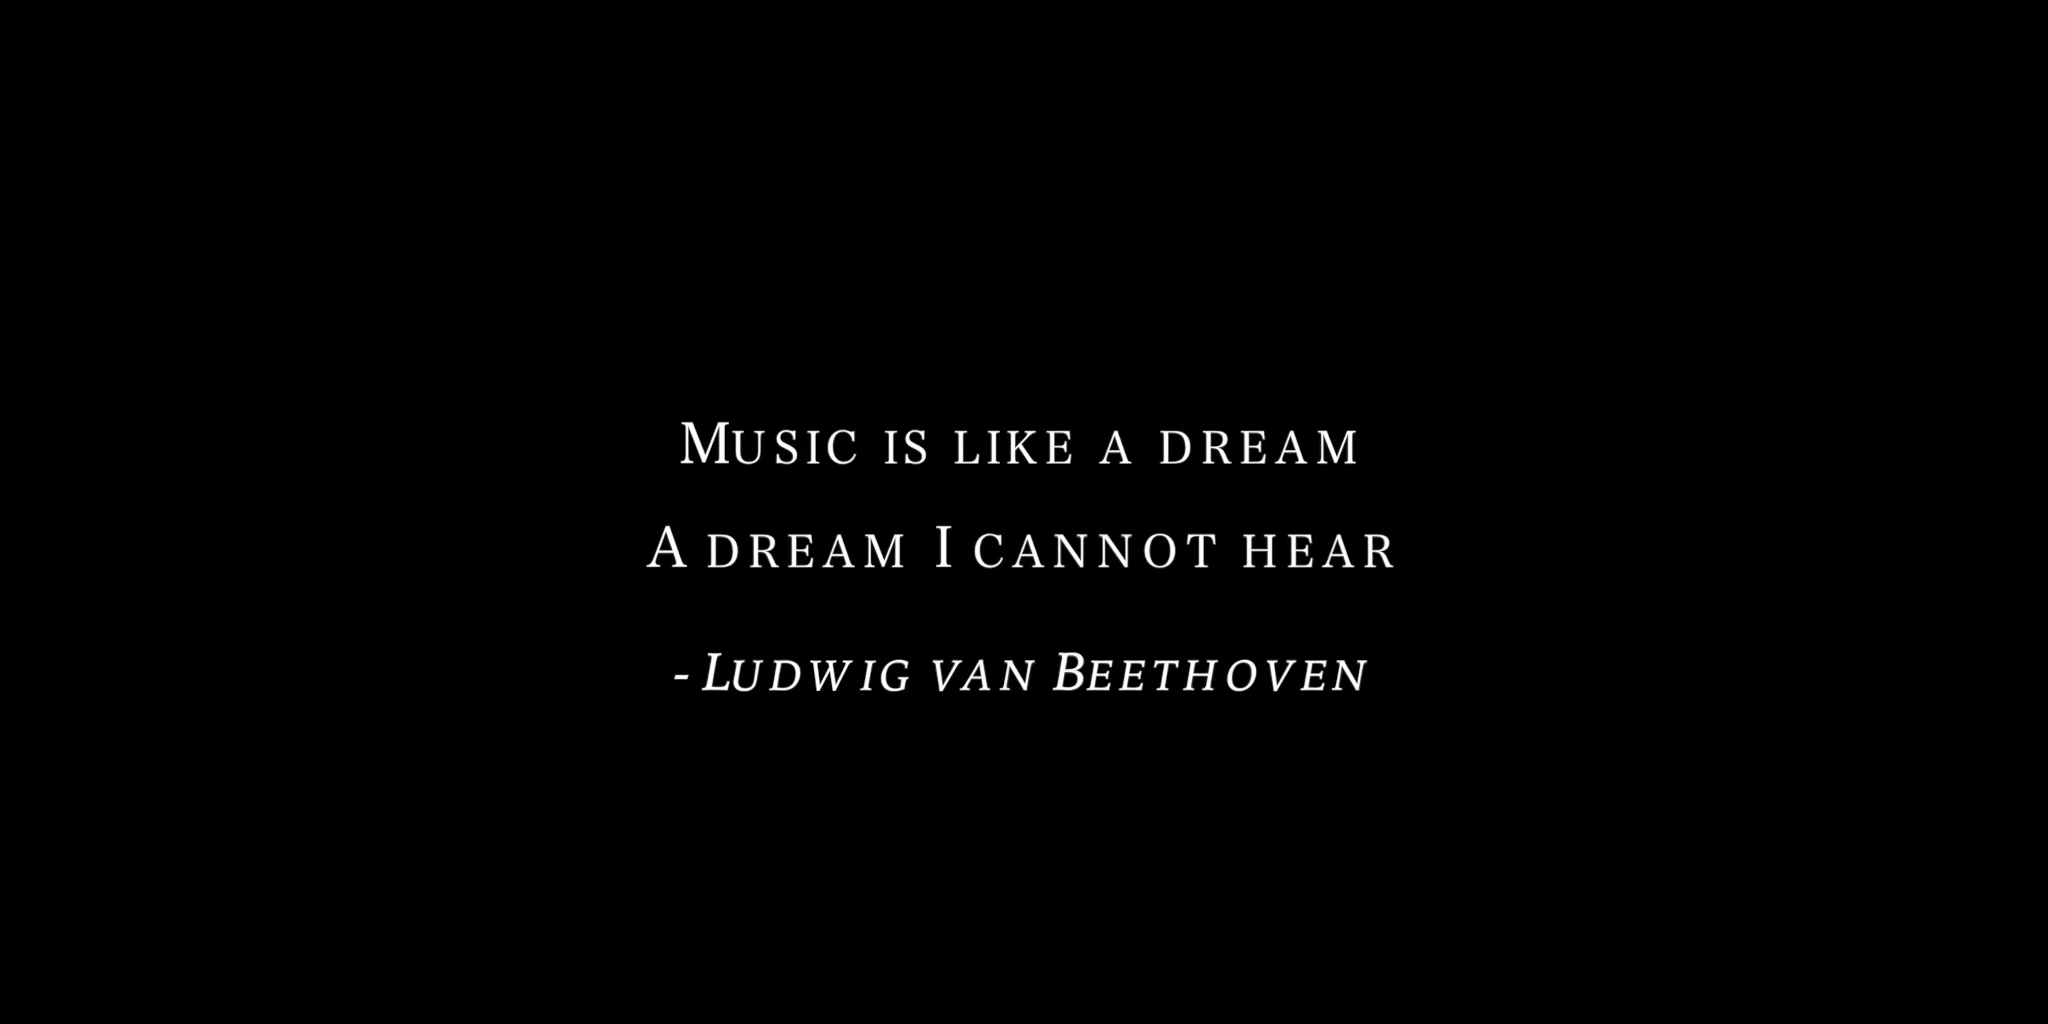 Music is like a dream
A dream I cannot hear
- Ludwig van Beethoven